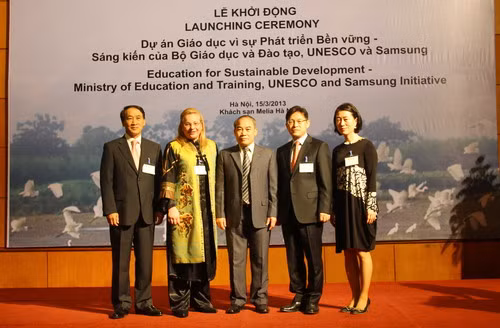 LỄ KHỞI ĐỘNG
LAUNCHING CEREMONY
Dự án Giáo dục vì sự Phát triển Bền vững -
Sáng kiến của Bộ Giáo dục và Đào tạo, UNESCO và Samsung
Education for Sustainable Development -
Ministry of Education and Training, UNESCO and Samsung Initiative
Hà Nội, 15/3/2013
Khách sạn Melia Hà